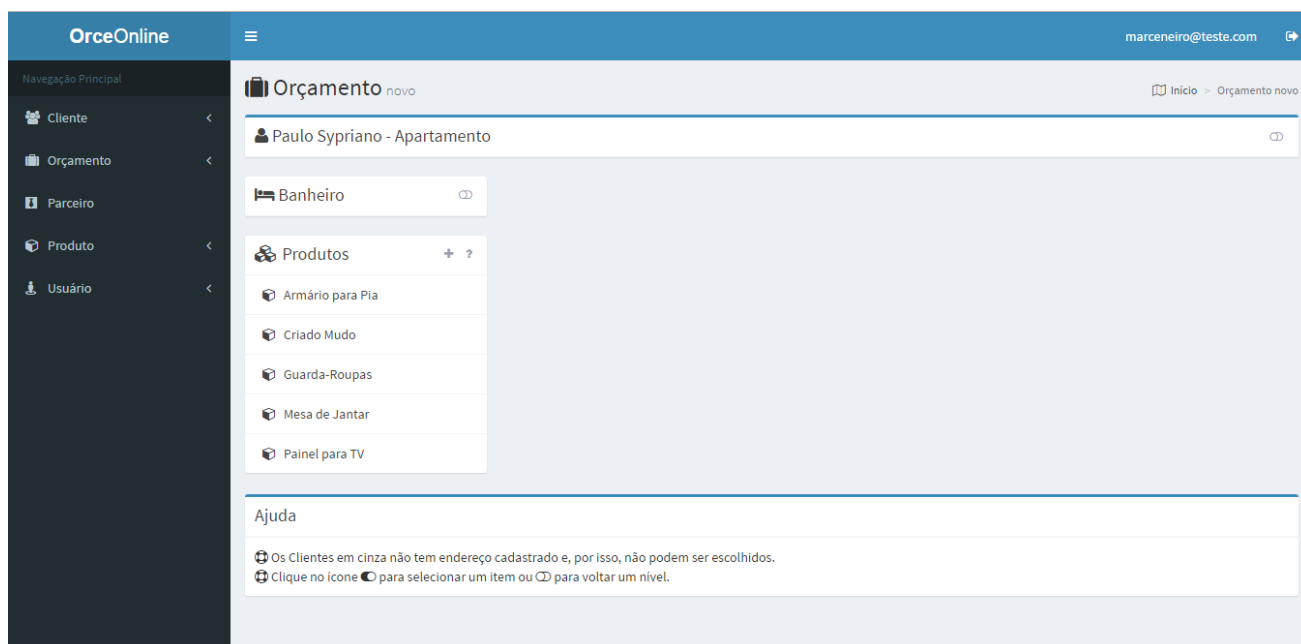 OrceOnline
marceneiro@teste.com
Navegação Principal
Cliente
Orçamento
Parceiro
Produto
Usuário
Orçamento novo
Início > Orçamento novo
Paulo Sypriano - Apartamento
Banheiro
Produtos + ?
Armário para Pia
Criado Mudo
Guarda-Roupas
Mesa de Jantar
Painel para TV
Ajuda
Os Clientes em cinza não tem endereço cadastrado e, por isso, não podem ser escolhidos.
Clique no ícone para selecionar um item ou para voltar um nível.